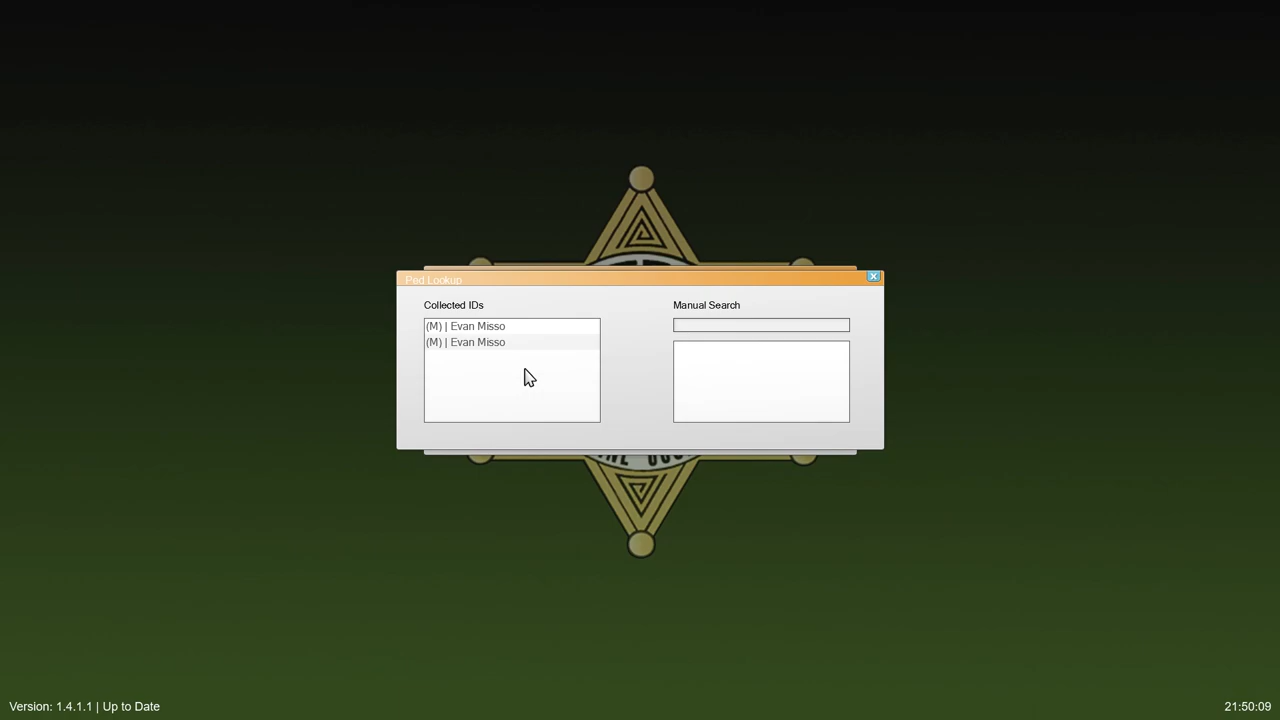 Ped Lookup
Collected IDs
(M) | Evan Misso
(M) | Evan Misso
Manual Search
Version: 1.4.1.1 | Up to Date
21:50:09